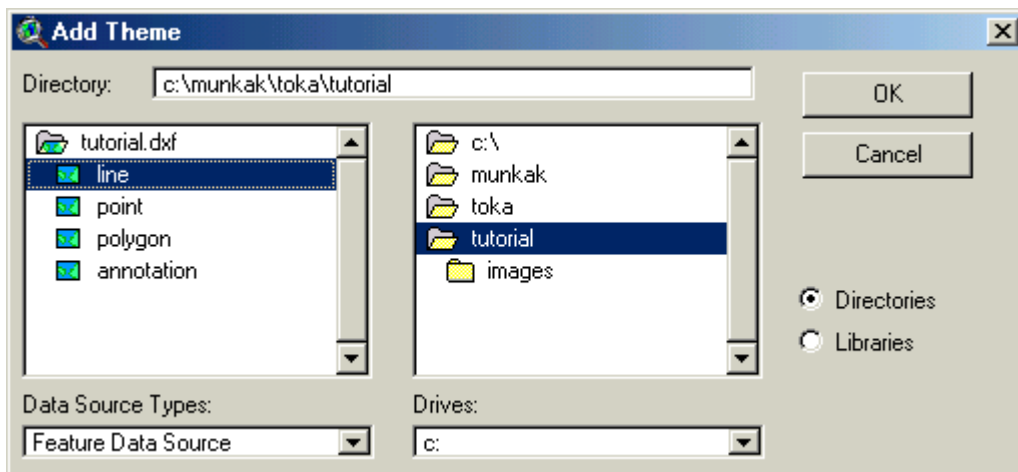 Add Theme
Directory: c:\munkak\toka\tutorial
OK
Cancel
tutorial.dxf
line
point
polygon
annotation
c:\
munkak
toka
tutorial
images
Directories
Libraries
Data Source Types:
Feature Data Source
Drives:
c: